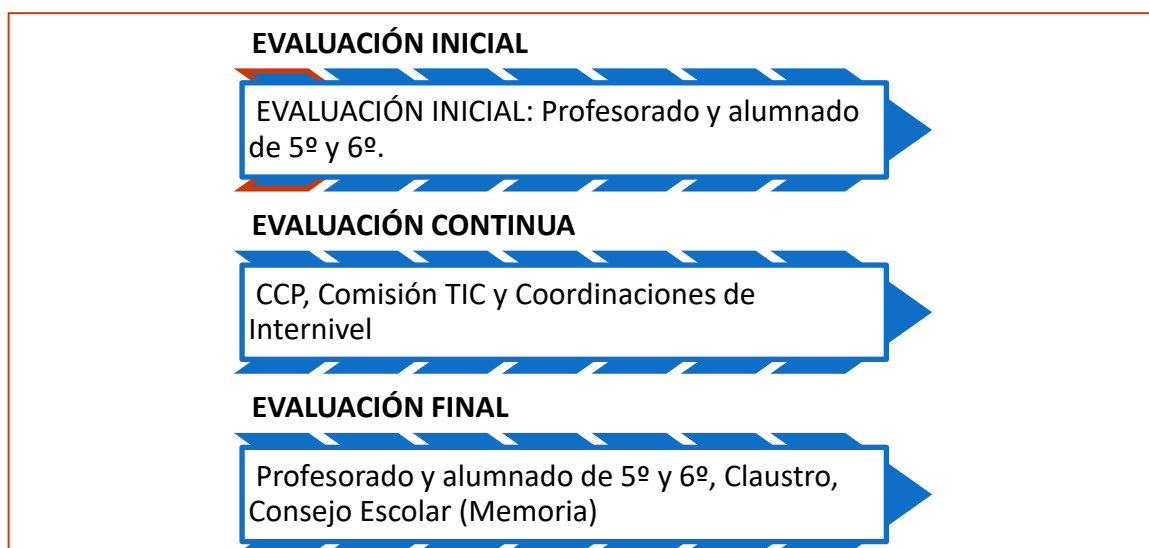 EVALUACIÓN INICIAL
EVALUACIÓN INICIAL: Profesorado y alumnado
de 5º y 6º.
EVALUACIÓN CONTINUA
CCP, Comisión TIC y Coordinaciones de
Internivel
EVALUACIÓN FINAL
Profesorado y alumnado de 5º y 6º, Claustro,
Consejo Escolar (Memoria)